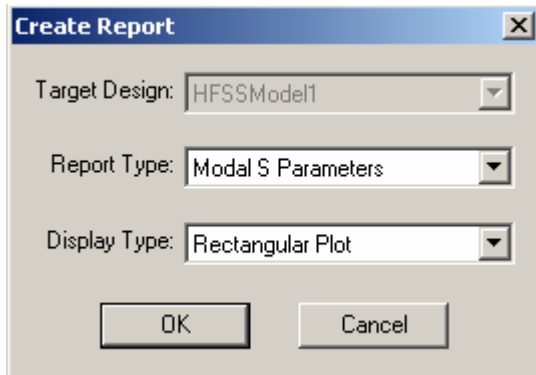 Create Report
Target Design: HFSSModel1
Report Type: Modal S Parameters
Display Type: Rectangular Plot
OK Cancel